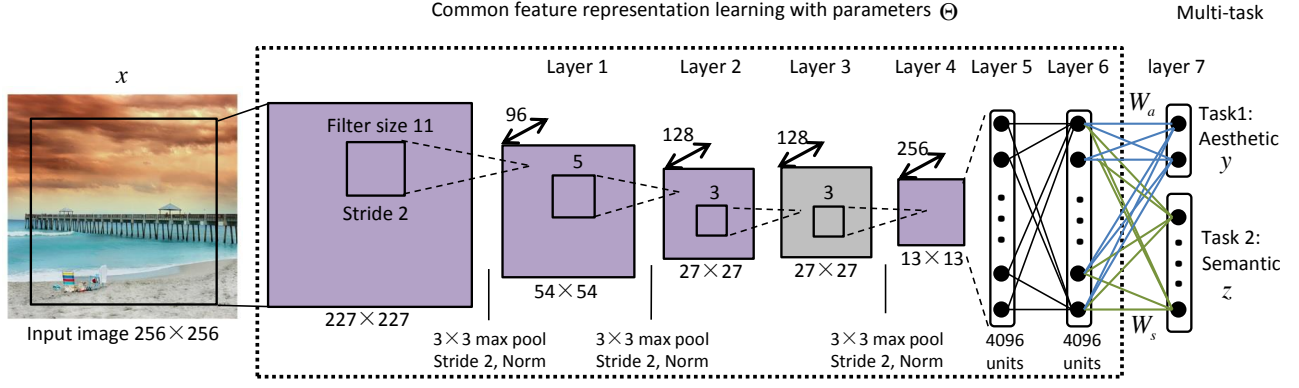 Common feature representation learning with parameters Θ
Multi-task
x
Layer 1
Layer 2
Layer 3
Layer 4
Layer 5
Layer 6
layer 7
Filter size 11
Stride 2
96
5
128
3
128
3
256
W_a
Task1:
Aesthetic
y
Task 2:
Semantic
z
W_s
Input image 256×256
227×227
54×54
27×27
27×27
13×13
3×3 max pool
Stride 2, Norm
3×3 max pool
Stride 2, Norm
3×3 max pool
Stride 2, Norm
4096
units
4096
units